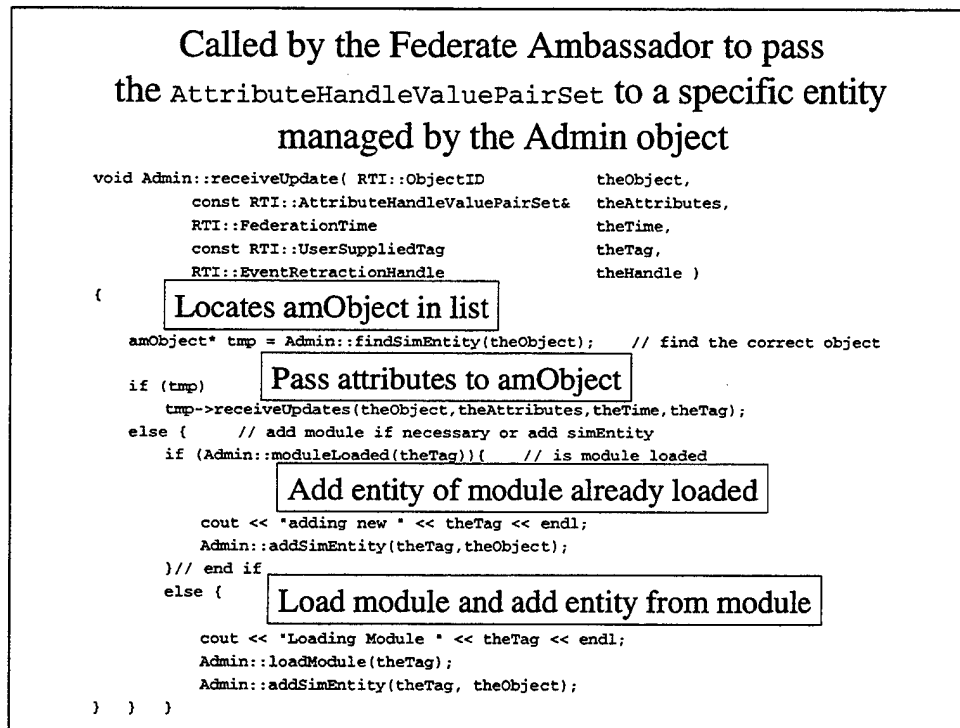 Called by the Federate Ambassador to pass
the AttributeHandleValuePairSet to a specific entity
managed by the Admin object
void Admin::receiveUpdate( RTI::ObjectID theObject,
const RTI::AttributeHandleValuePairSet& theAttributes,
RTI::FederationTime theTime,
const RTI::UserSuppliedTag theTag,
RTI::EventRetractionHandle theHandle )
{
Locates amObject in list
amObject* tmp = Admin::findSimEntity(theObject); // find the correct object
Pass attributes to amObject
if (tmp)
tmp->receiveUpdates(theObject,theAttributes,theTime,theTag);
else { // add module if necessary or add simEntity
if (Admin::moduleLoaded(theTag)){ // is module loaded
Add entity of module already loaded
cout << "adding new " << theTag << endl;
Admin::addSimEntity(theTag,theObject);
}// end if
else {
Load module and add entity from module
cout << "Loading Module " << theTag << endl;
Admin::loadModule(theTag);
Admin::addSimEntity(theTag, theObject);
} } }